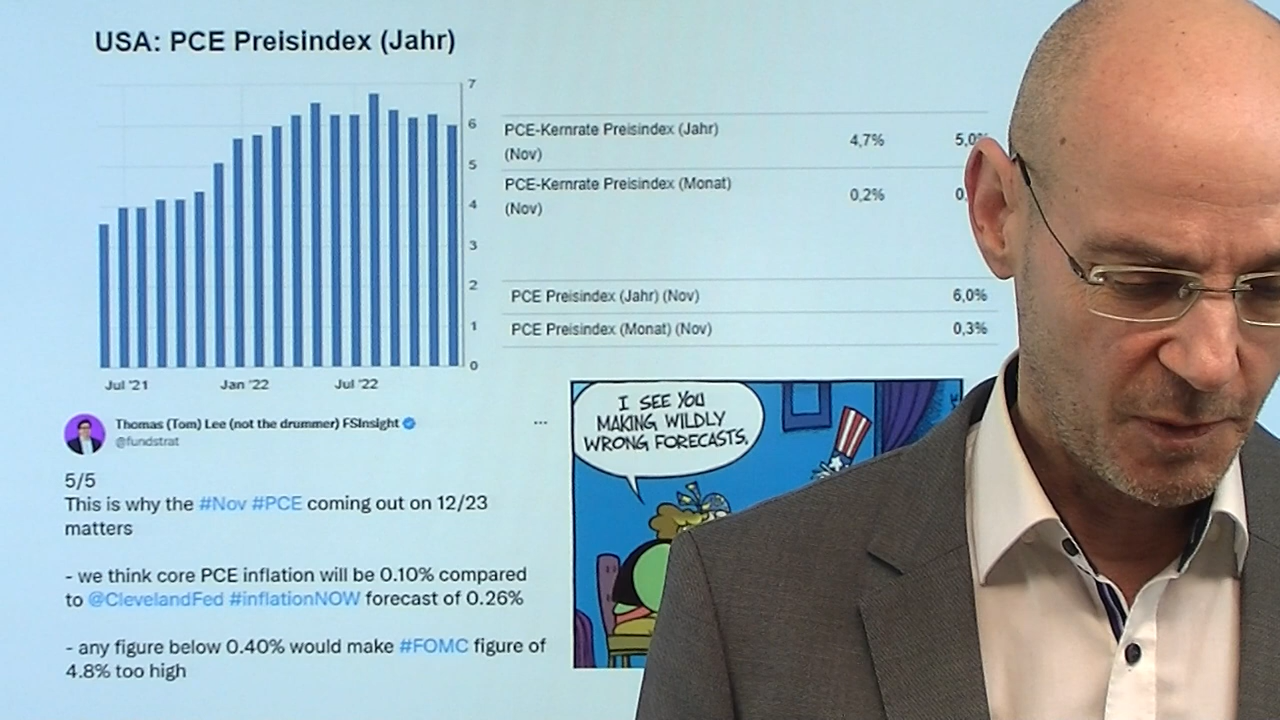 USA: PCE Preisindex (Jahr)
7
6
5
4
3
2
1
0
Jul '21
Jan '22
Jul '22
PCE-Kernrate Preisindex (Jahr)
(Nov)
4,7%
5,0%
PCE-Kernrate Preisindex (Monat)
(Nov)
0,2%
0,
PCE Preisindex (Jahr) (Nov)
6,0%
PCE Preisindex (Monat) (Nov)
0,3%
Thomas (Tom) Lee (not the drummer) FSInsight
@fundstrat
...
5/5
This is why the #Nov #PCE coming out on 12/23
matters
- we think core PCE inflation will be 0.10% compared
to @ClevelandFed #inflationNOW forecast of 0.26%
- any figure below 0.40% would make #FOMC figure of
4.8% too high
I SEE YOU
MAKING WILDLY
WRONG FORECASTS.